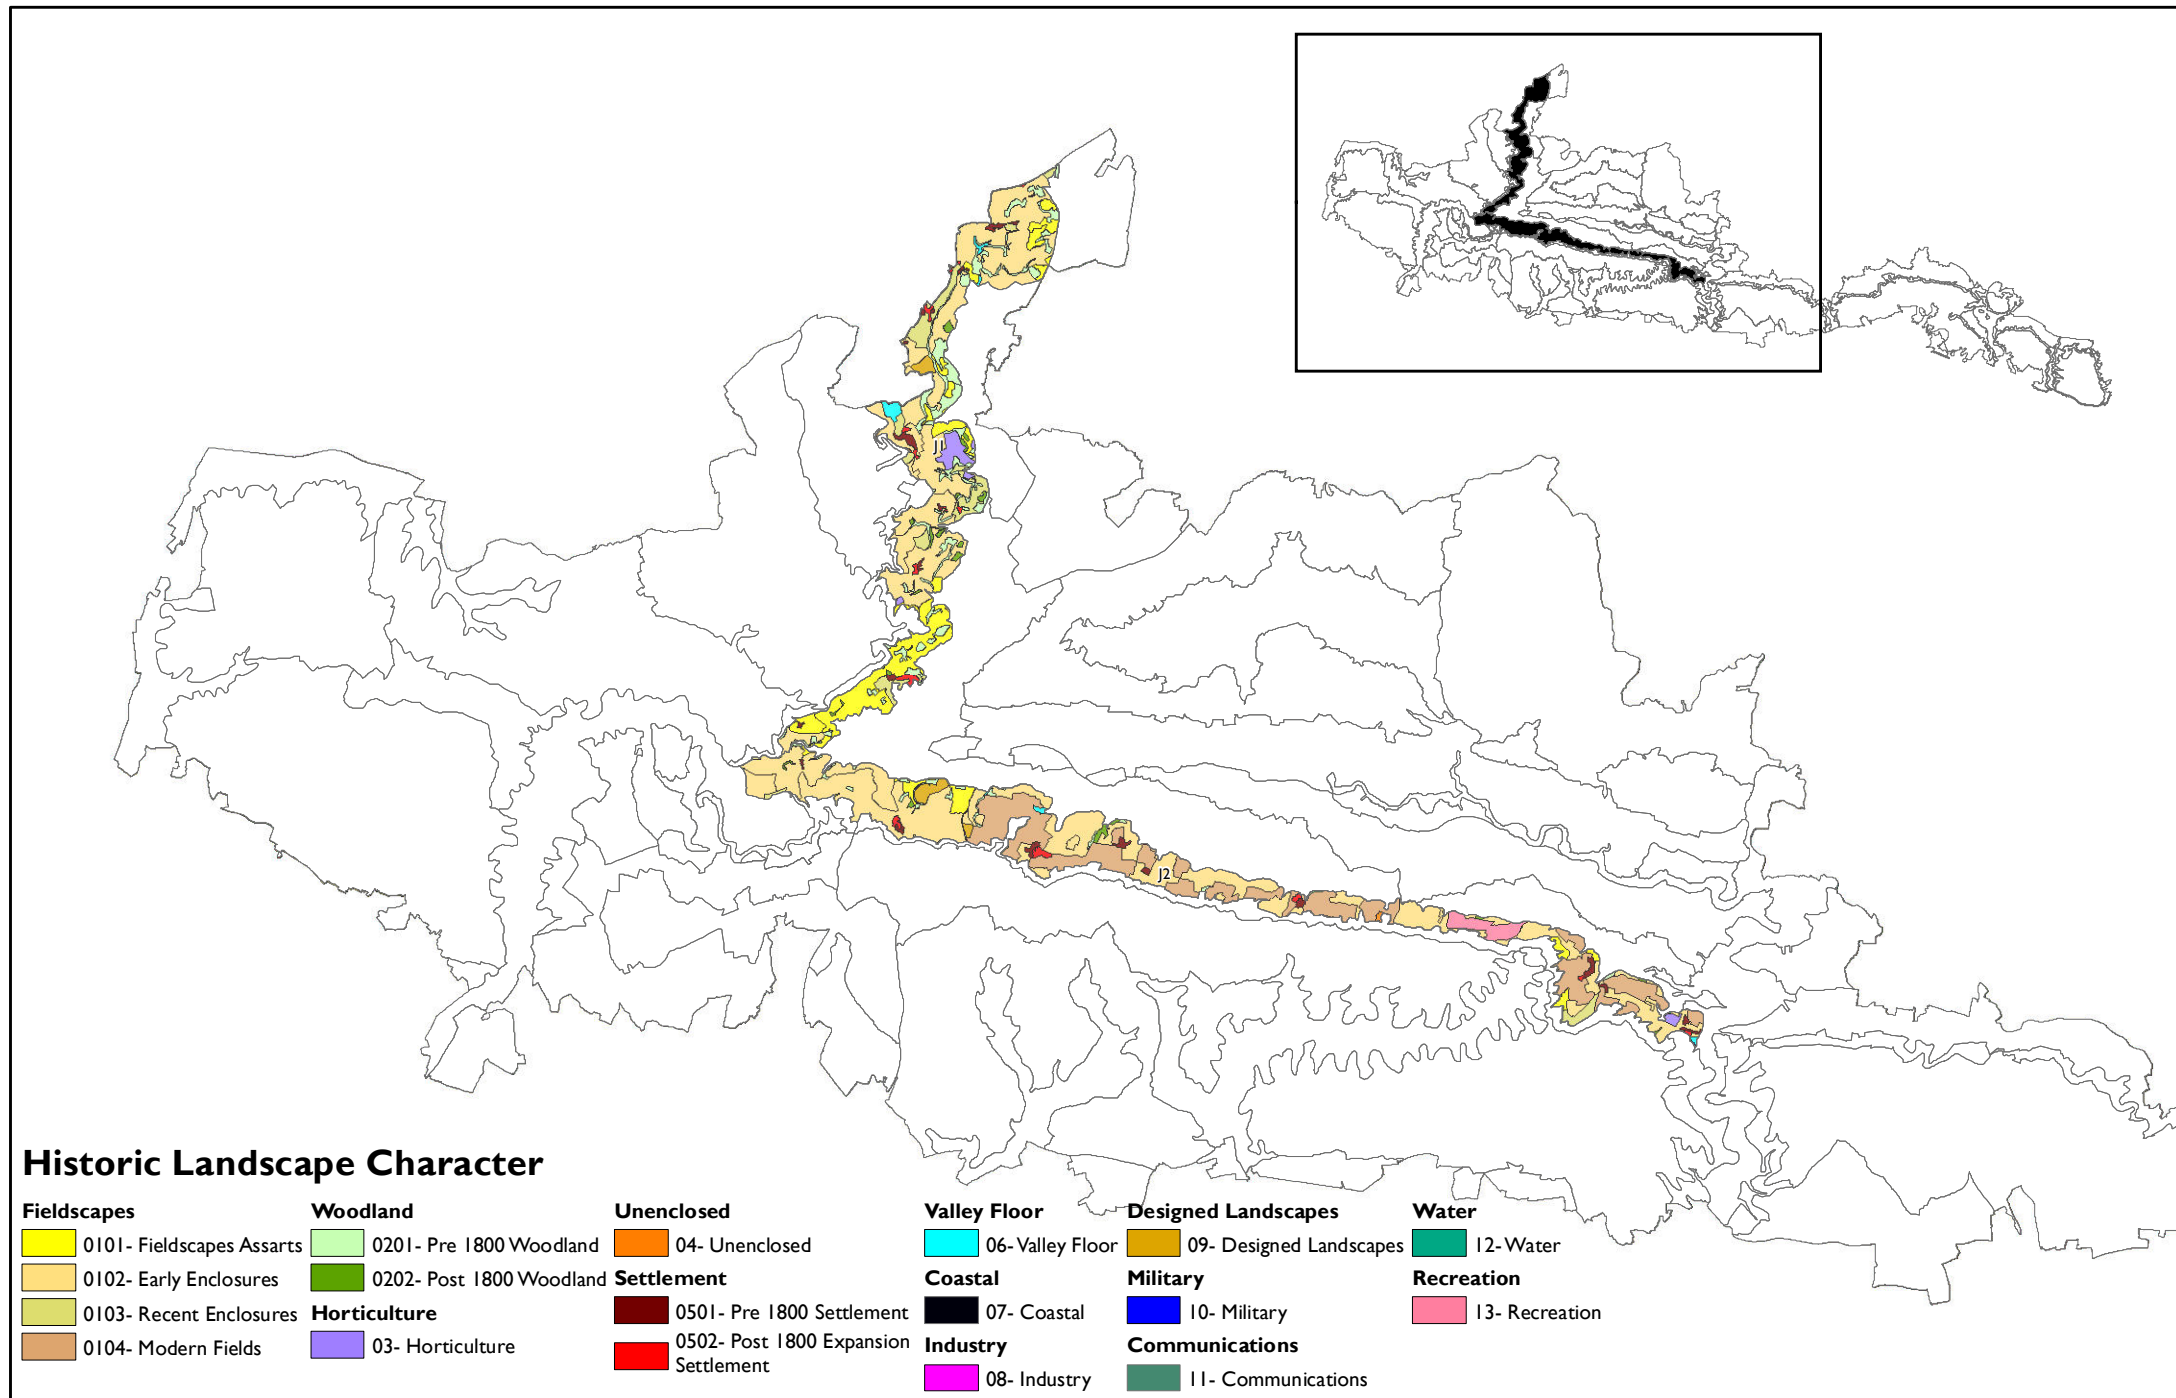 J1
J2
Historic Landscape Character
Fieldscapes
0101- Fieldscapes Assarts
0102- Early Enclosures
0103- Recent Enclosures
0104- Modern Fields
Woodland
0201- Pre 1800 Woodland
0202- Post 1800 Woodland
Horticulture
03- Horticulture
Unenclosed
04- Unenclosed
Settlement
0501- Pre 1800 Settlement
0502- Post 1800 Expansion
Settlement
Valley Floor
06- Valley Floor
Coastal
07- Coastal
Industry
08- Industry
Designed Landscapes
09- Designed Landscapes
Military
10- Military
Communications
11- Communications
Water
12- Water
Recreation
13- Recreation